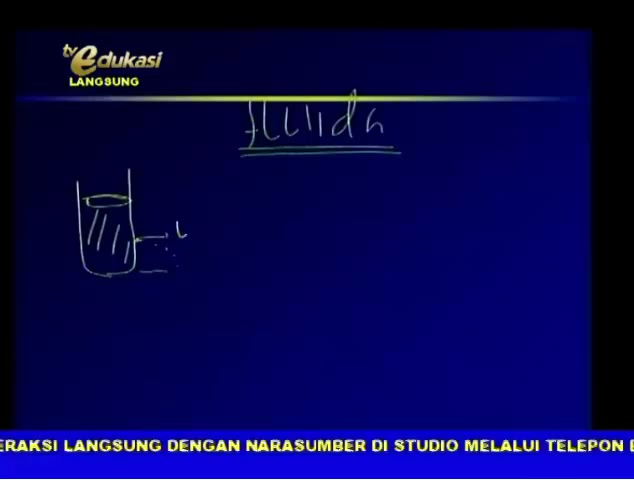 tv edukasi
LANGSUNG
fluida
ERAKSI LANGSUNG DENGAN NARASUMBER DI STUDIO MELALUI TELEPON